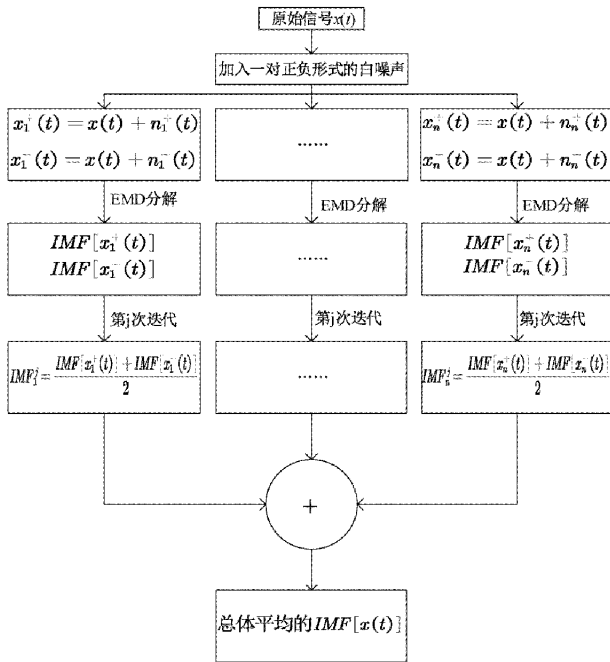 原始信号x(t)
加入一对正负形式的白噪声
x₁⁺(t) = x(t) + n₁⁺(t)
x₁⁻(t) = x(t) + n₁⁻(t)
……
xₙ⁺(t) = x(t) + nₙ⁺(t)
xₙ⁻(t) = x(t) + nₙ⁻(t)
EMD分解
EMD分解
EMD分解
IMF[x₁⁺(t)]
IMF[x₁⁻(t)]
……
IMF[xₙ⁺(t)]
IMF[xₙ⁻(t)]
第j次迭代
第j次迭代
第j次迭代
IMF₁ʲ = (IMF[x₁⁺(t)] + IMF[x₁⁻(t)]) / 2
……
IMFₙʲ = (IMF[xₙ⁺(t)] + IMF[xₙ⁻(t)]) / 2
+
总体平均的IMF[x(t)]